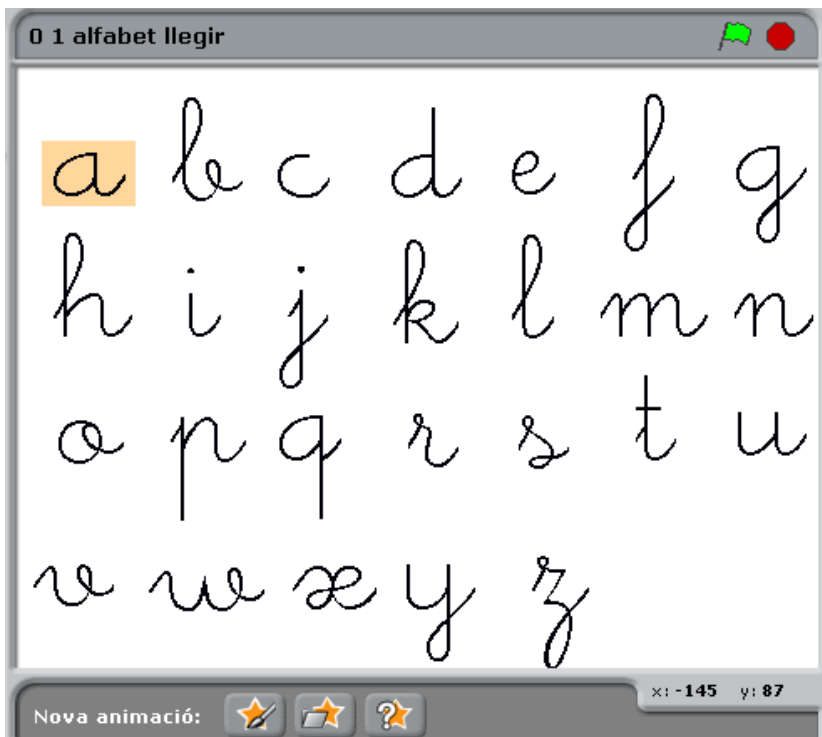 0 1 alfabet llegir
a b c d e f g
h i j k l m n
o p q r s t u
v w x y z
x: -145 y: 87
Nova animació: